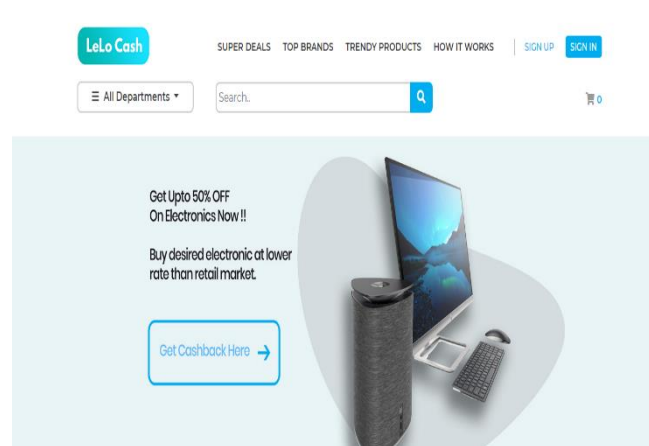 LeLo Cash
SUPER DEALS TOP BRANDS TRENDY PRODUCTS HOW IT WORKS SIGN UP SIGN IN
All Departments
Search..
0
Get Upto 50% OFF
On Electronics Now !!
Buy desired electronic at lower
rate than retail market.
Get Cashback Here